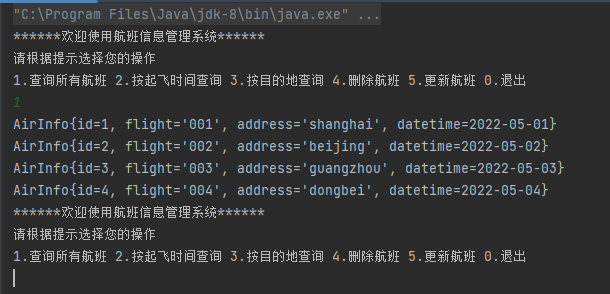 "C:\Program Files\Java\jdk-8\bin\java.exe" ...
******欢迎使用航班信息管理系统******
请根据提示选择您的操作
1.查询所有航班 2.按起飞时间查询 3.按目的地查询 4.删除航班 5.更新航班 0.退出
1
AirInfo{id=1, flight='001', address='shanghai', datetime=2022-05-01}
AirInfo{id=2, flight='002', address='beijing', datetime=2022-05-02}
AirInfo{id=3, flight='003', address='guangzhou', datetime=2022-05-03}
AirInfo{id=4, flight='004', address='dongbei', datetime=2022-05-04}
******欢迎使用航班信息管理系统******
请根据提示选择您的操作
1.查询所有航班 2.按起飞时间查询 3.按目的地查询 4.删除航班 5.更新航班 0.退出